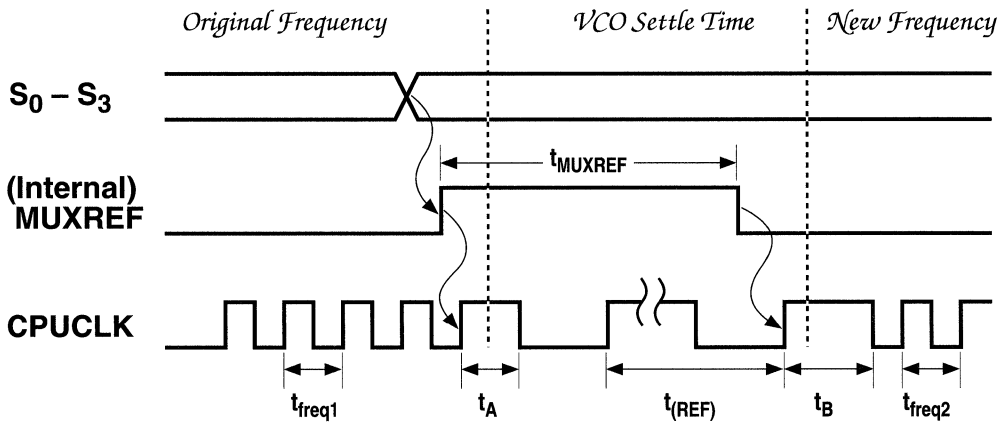 Original Frequency
VCO Settle Time
New Frequency
S0 – S3
tMUXREF
(Internal)
MUXREF
CPUCLK
tfreq1
tA
t(REF)
tB
tfreq2